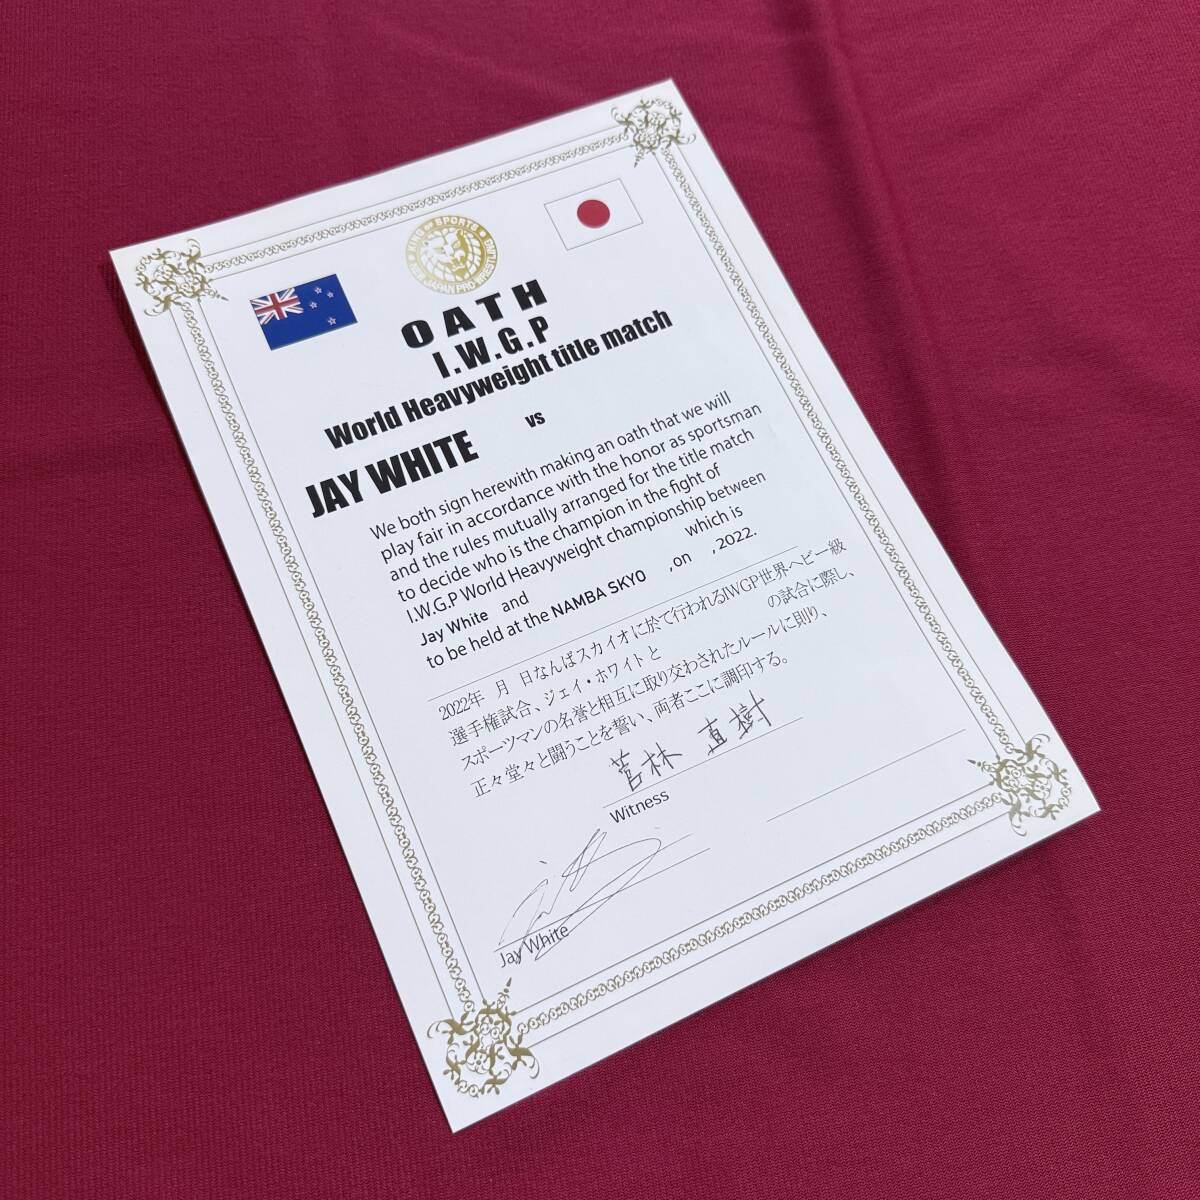 KING OF SPORTS
NEW JAPAN PRO WRESTLING
OATH
I.W.G.P
World Heavyweight title match
JAY WHITE vs
We both sign herewith making an oath that we will
play fair in accordance with the honor as sportsman
and the rules mutually arranged for the title match
to decide who is the champion in the fight of
I.W.G.P World Heavyweight championship between
Jay White and which is
to be held at the NAMBA SKYO ,on , 2022.
2022年 月 日なんばスカイオに於て行われるIWGP世界ヘビー級
選手権試合、ジェイ・ホワイトと の試合に際し、
スポーツマンの名誉と相互に取り交わされたルールに則り、
正々堂々と闘うことを誓い、両者ここに調印する。
菅林 直樹
Witness
Jay White